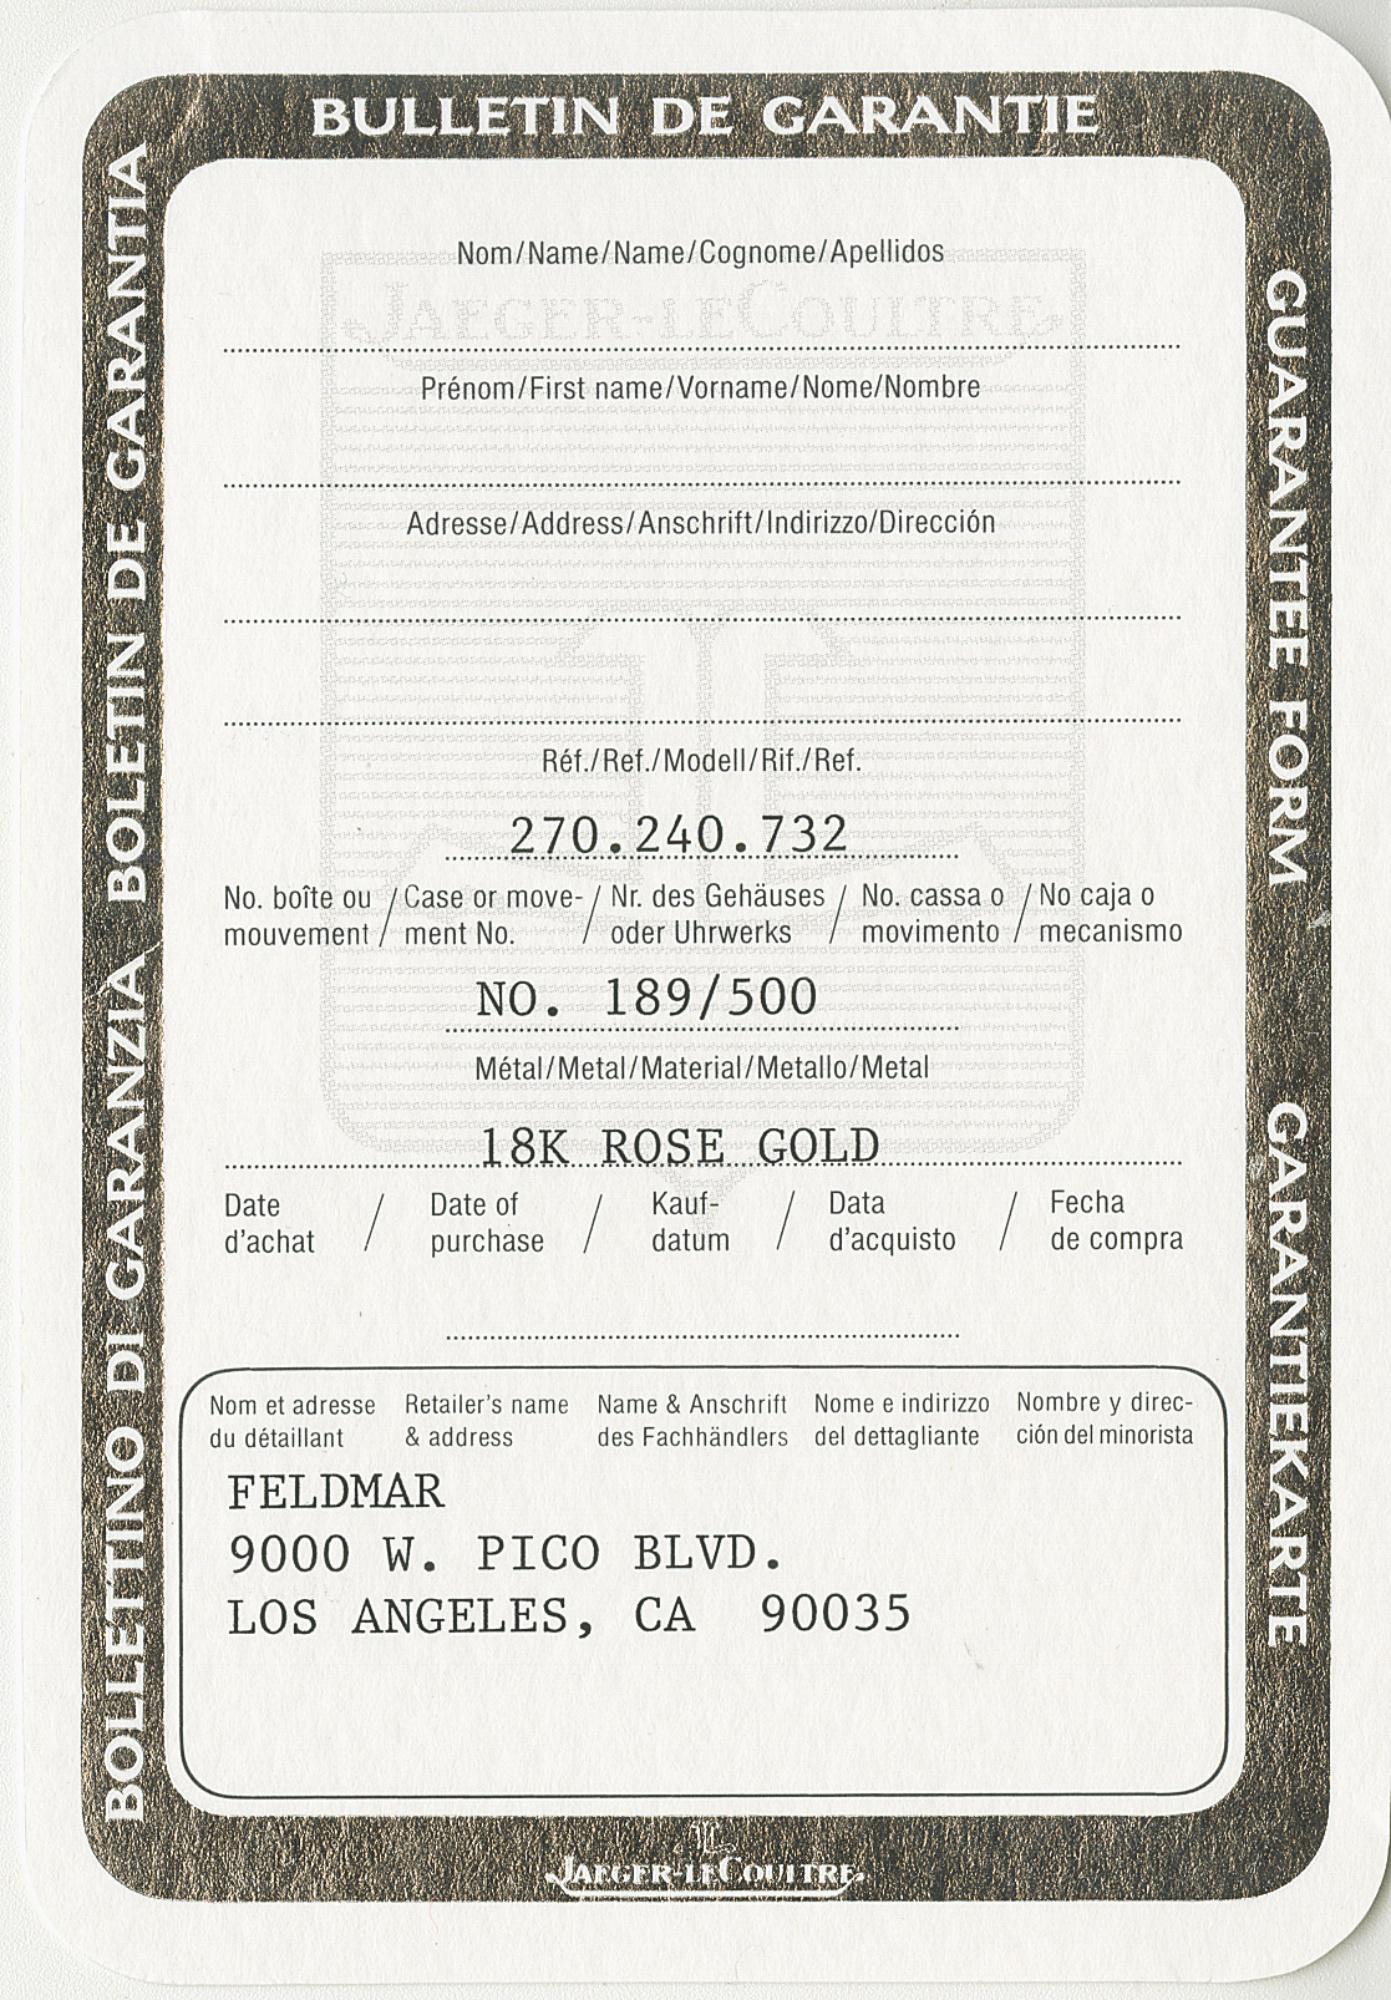 BULLETIN DE GARANTIE
BOLLETTINO DI GARANZIA BOLETIN DE GARANTIA
GUARANTEE FORM GARANTIEKARTE
JAEGER-LECOULTRE
Nom/Name/Name/Cognome/Apellidos
Prénom/First name/Vorname/Nome/Nombre
Adresse/Address/Anschrift/Indirizzo/Dirección
Réf./Ref./Modell/Rif./Ref.
270.240.732
No. boîte ou / Case or move- / Nr. des Gehäuses / No. cassa o / No caja o
mouvement / ment No. / oder Uhrwerks / movimento / mecanismo
NO. 189/500
Métal/Metal/Material/Metallo/Metal
18K ROSE GOLD
Date / Date of / Kauf- / Data / Fecha
d'achat / purchase / datum / d'acquisto / de compra
Nom et adresse Retailer's name Name & Anschrift Nome e indirizzo Nombre y direc-
du détaillant & address des Fachhändlers del dettagliante ción del minorista
FELDMAR
9000 W. PICO BLVD.
LOS ANGELES, CA 90035
JAEGER-LECOULTRE